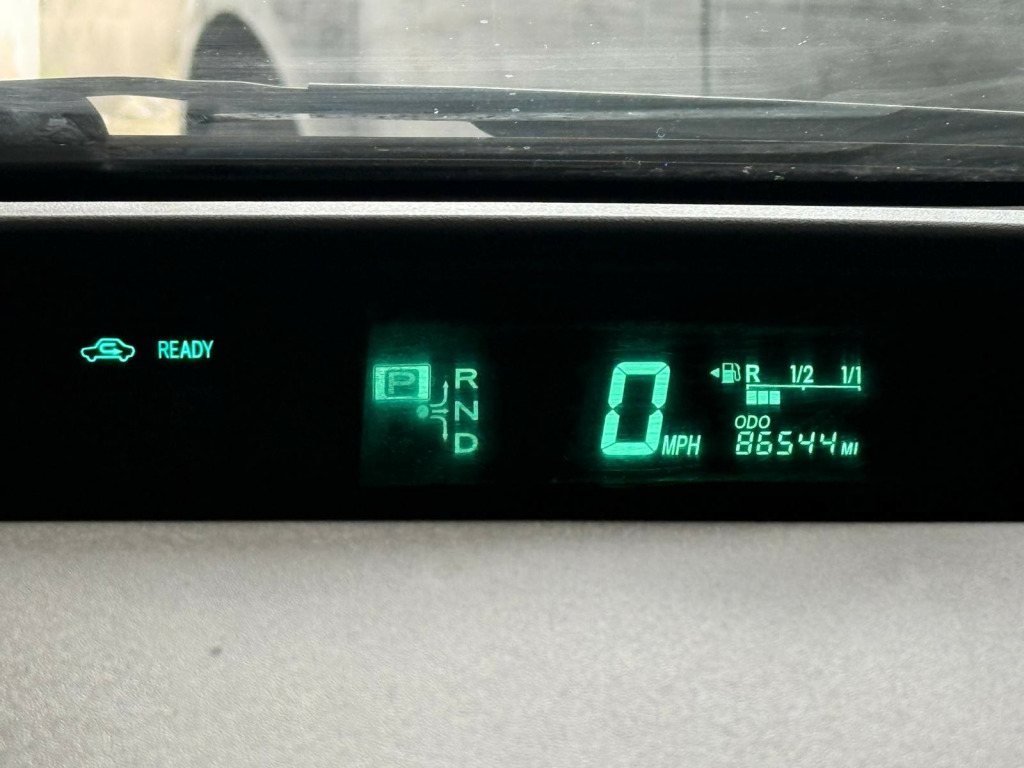 READY
P
R
N
D
0 MPH
R 1/2 1/1
ODO
86544 MI